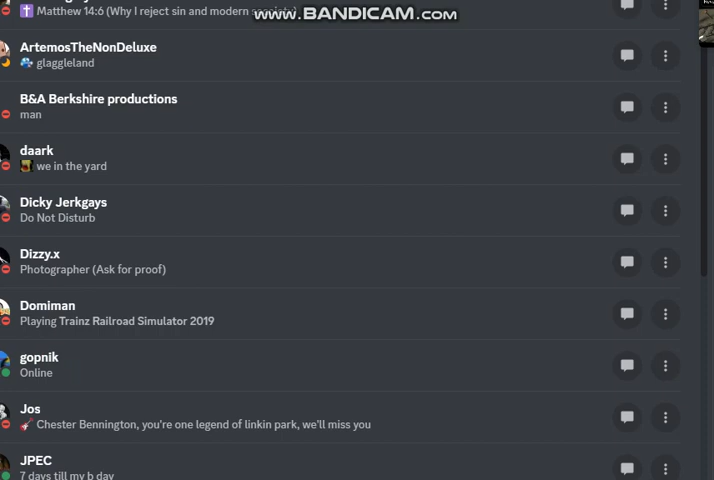 Matthew 14:6 (Why I reject sin and modern
www.BANDICAM.com
ArtemosTheNonDeluxe
glaggleland
B&A Berkshire productions
man
daark
we in the yard
Dicky Jerkgays
Do Not Disturb
Dizzy.x
Photographer (Ask for proof)
Domiman
Playing Trainz Railroad Simulator 2019
gopnik
Online
Jos
Chester Bennington, you're one legend of linkin park, we'll miss you
JPEC
7 days till my b day